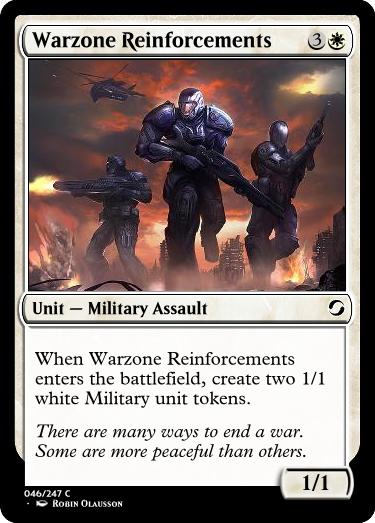 Warzone Reinforcements 3
Unit — Military Assault
When Warzone Reinforcements
enters the battlefield, create two 1/1
white Military unit tokens.
There are many ways to end a war.
Some are more peaceful than others.
1/1
046/247 C
Robin Olausson